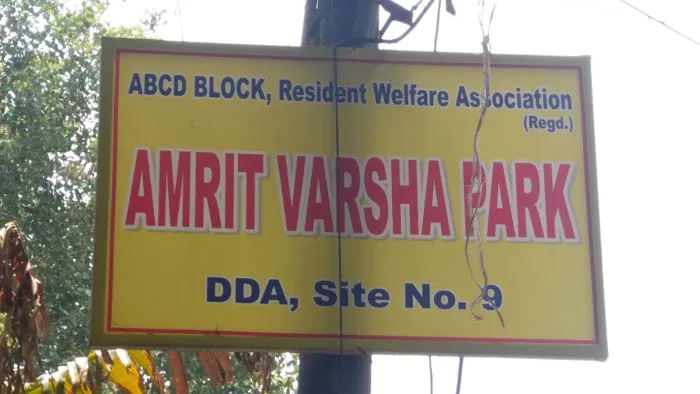 ABCD BLOCK, Resident Welfare Association
(Regd.)
AMRIT VARSHA PARK
DDA, Site No. 9